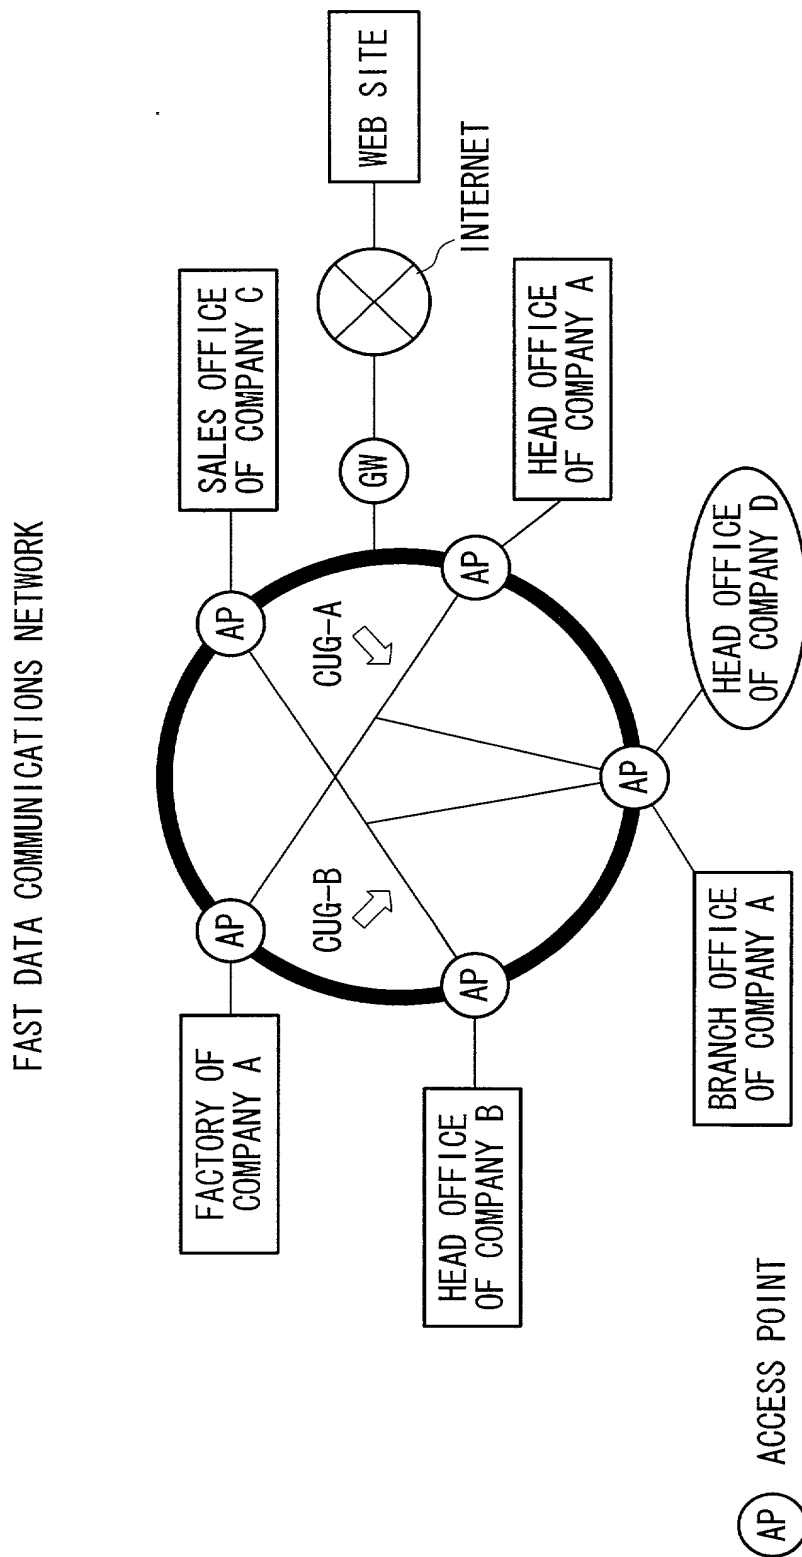 FAST DATA COMMUNICATIONS NETWORK
FACTORY OF
COMPANY A
AP
AP
SALES OFFICE
OF COMPANY C
CUG-B
CUG-A
GW
INTERNET
WEB SITE
HEAD OFFICE
OF COMPANY B
AP
AP
HEAD OFFICE
OF COMPANY A
AP
BRANCH OFFICE
OF COMPANY A
HEAD OFFICE
OF COMPANY D
AP ACCESS POINT